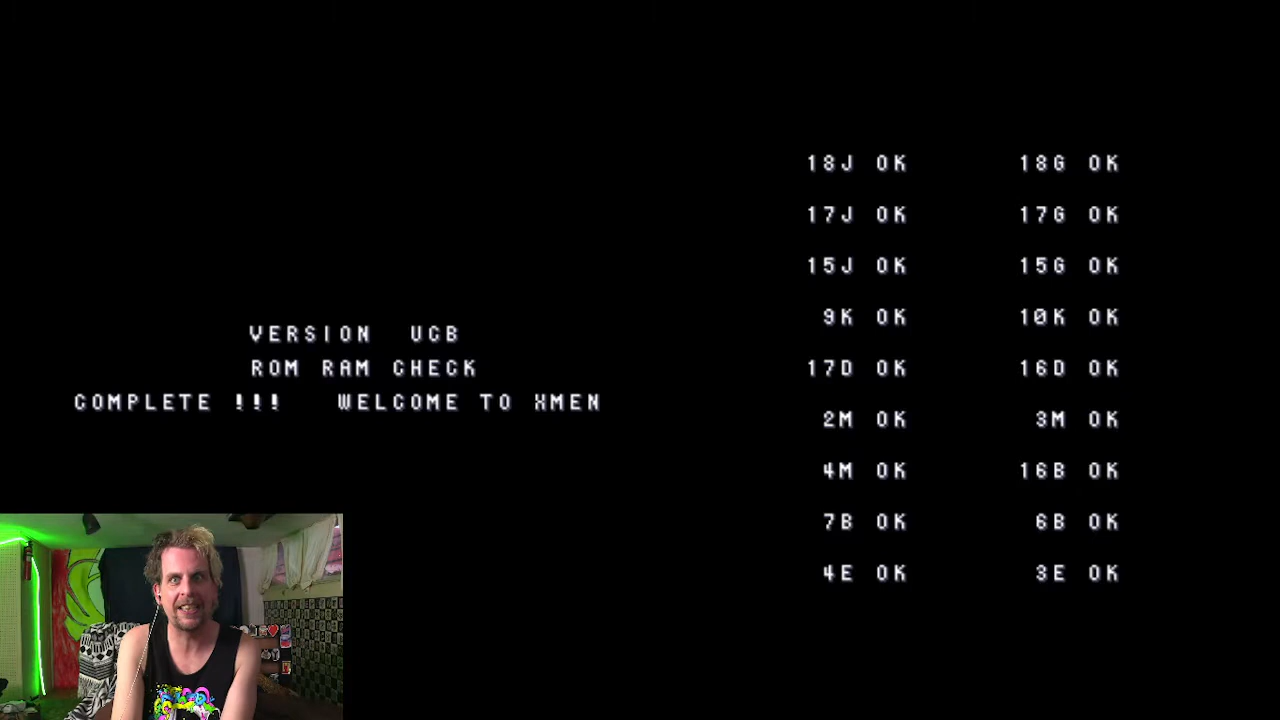 VERSION UCB
ROM RAM CHECK
COMPLETE !!! WELCOME TO XMEN
18J OK 18G OK
17J OK 17G OK
15J OK 15G OK
9K OK 10K OK
17D OK 16D OK
2M OK 3M OK
4M OK 16B OK
7B OK 6B OK
4E OK 3E OK